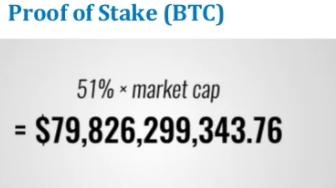 Proof of Stake (BTC)
51% × market cap
= $79,826,299,343.76